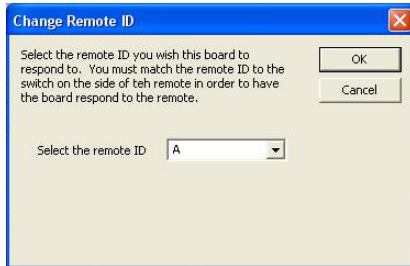 Change Remote ID
Select the remote ID you wish this board to
respond to. You must match the remote ID to the
switch on the side of teh remote in order to have
the board respond to the remote.
OK
Cancel
Select the remote ID A